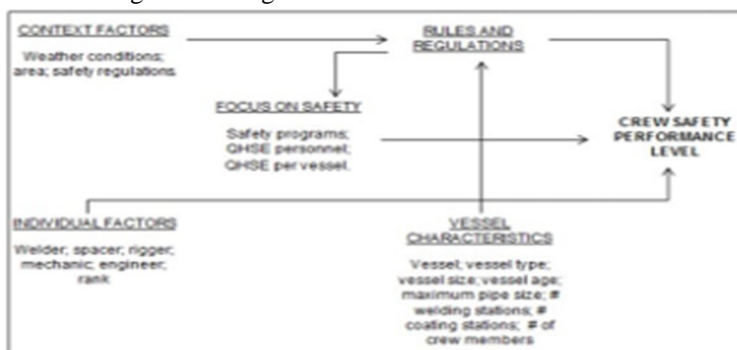 CONTEXT FACTORS
Weather conditions;
area; safety regulations.
RULES AND
REGULATIONS
FOCUS ON SAFETY
Safety programs;
QHSE personnel;
QHSE per vessel.
CREW SAFETY
PERFORMANCE
LEVEL
INDIVIDUAL FACTORS
Welder; spacer; rigger;
mechanic; engineer;
rank
VESSEL
CHARACTERISTICS
Vessel; vessel type;
vessel size; vessel age;
maximum pipe size; #
welding stations; #
coating stations; # of
crew members